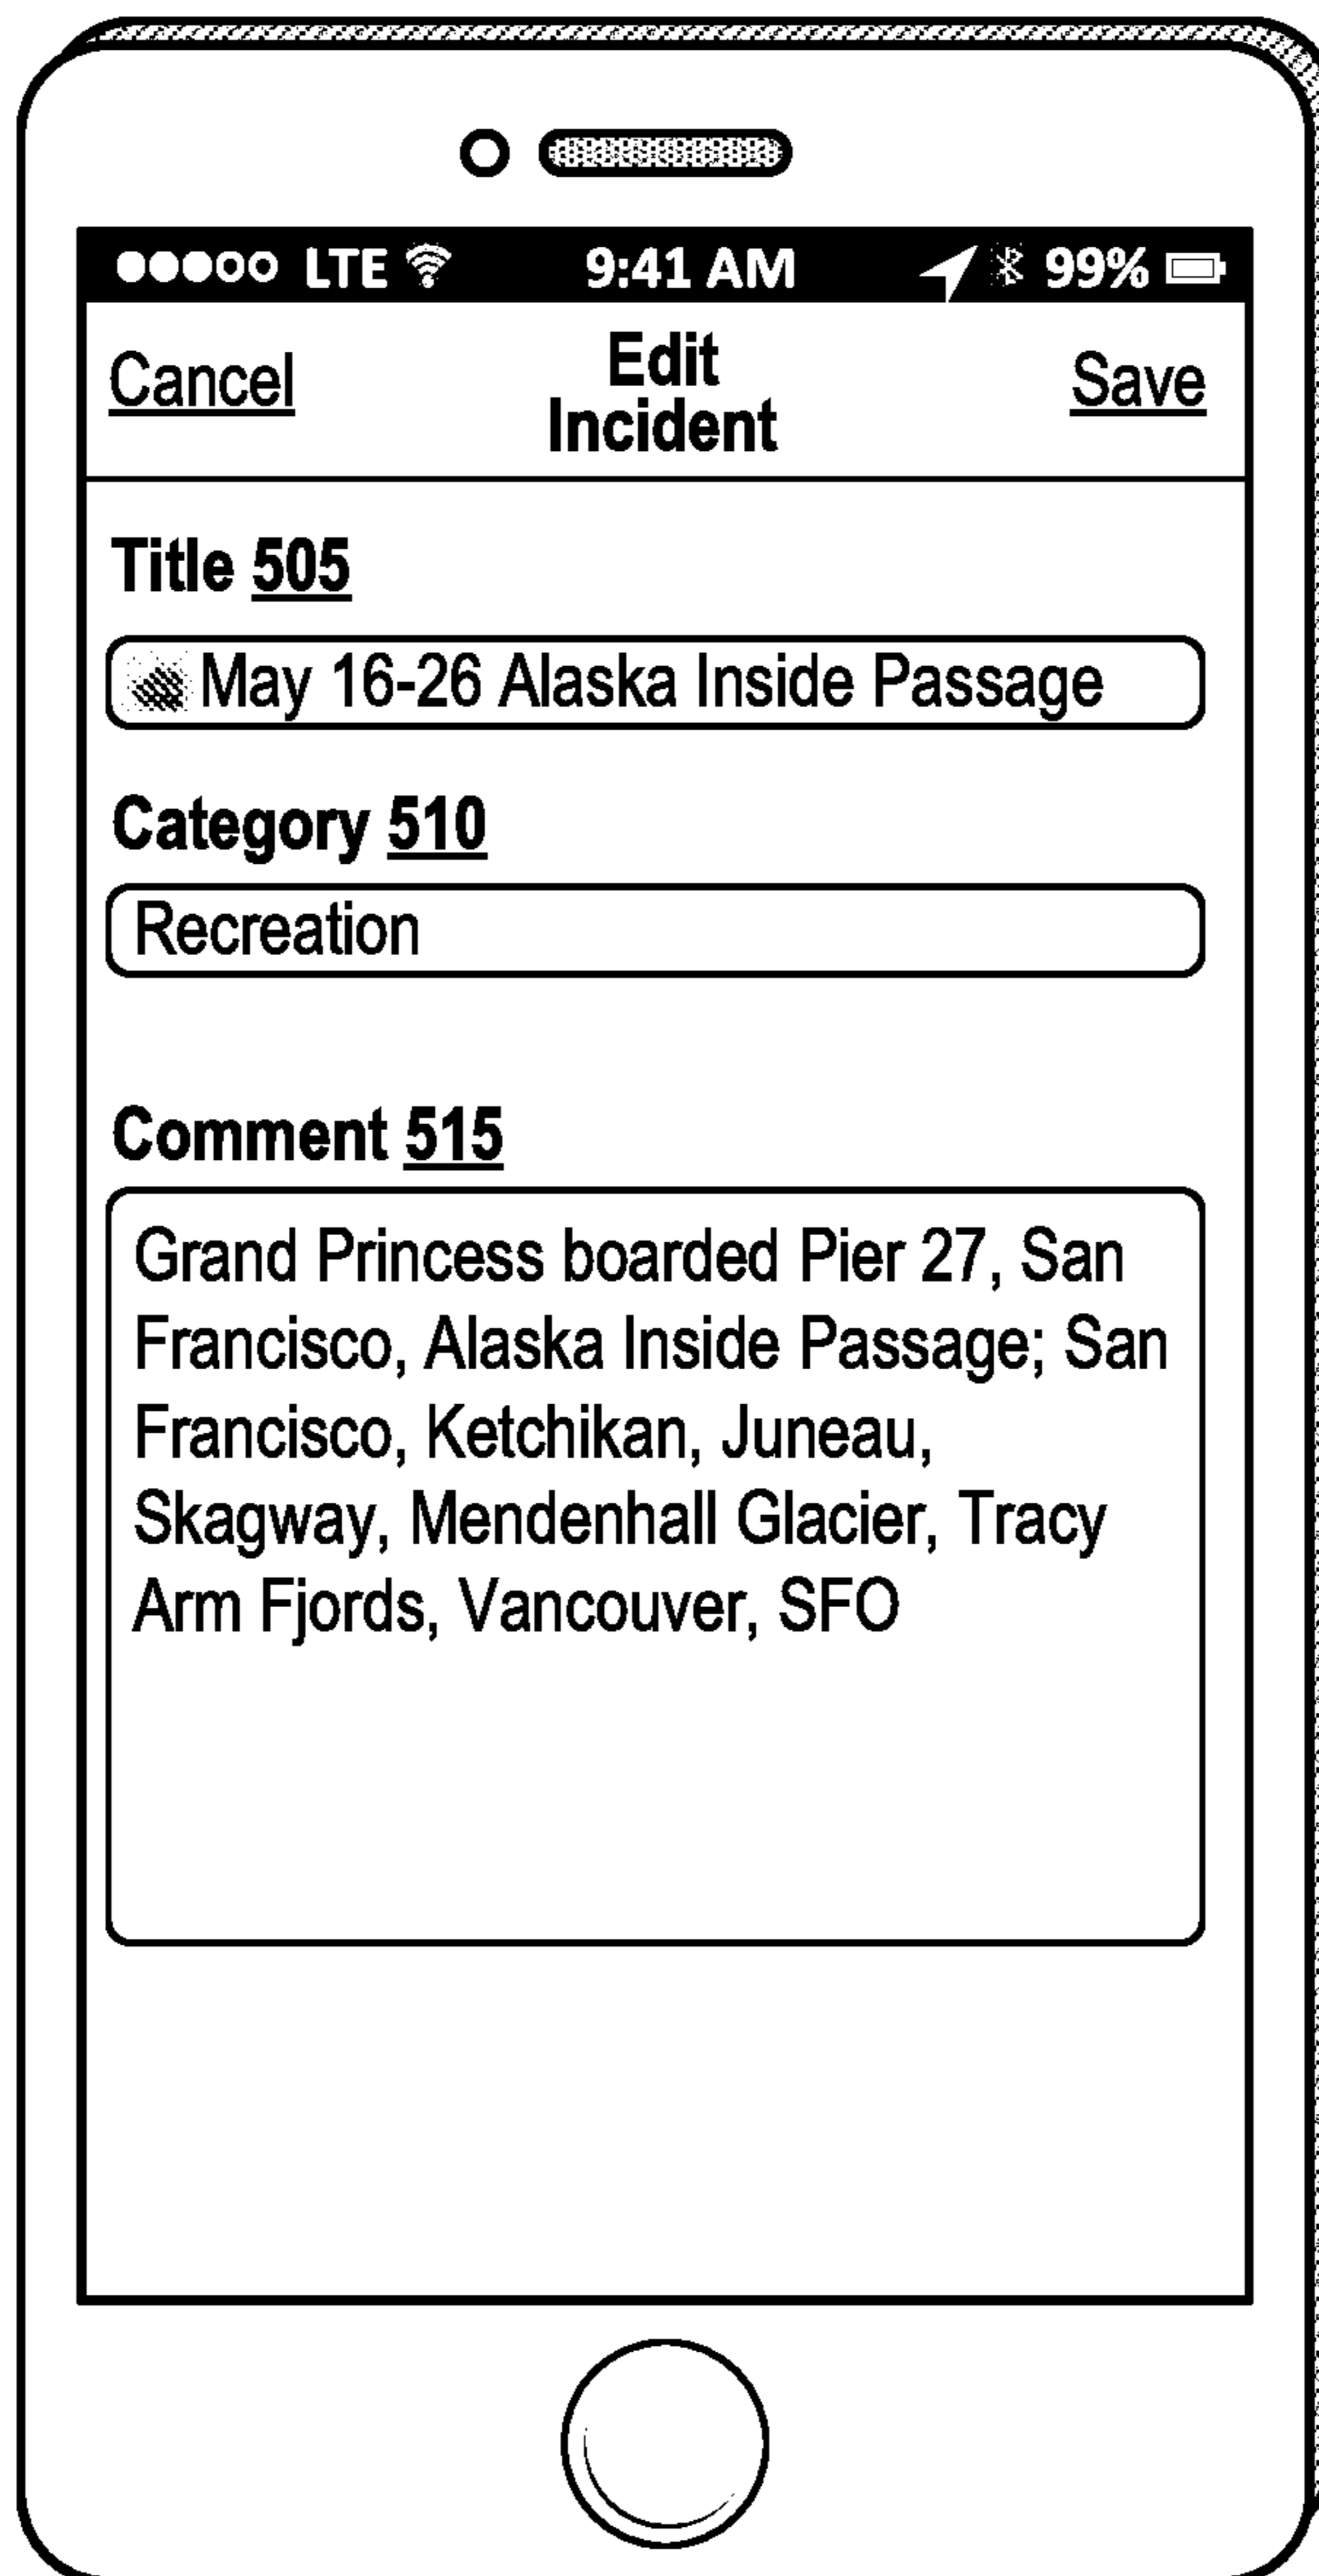 LTE 9:41 AM 99%
Cancel Edit Save
Incident
Title 505
May 16-26 Alaska Inside Passage
Category 510
Recreation
Comment 515
Grand Princess boarded Pier 27, San
Francisco, Alaska Inside Passage; San
Francisco, Ketchikan, Juneau,
Skagway, Mendenhall Glacier, Tracy
Arm Fjords, Vancouver, SFO